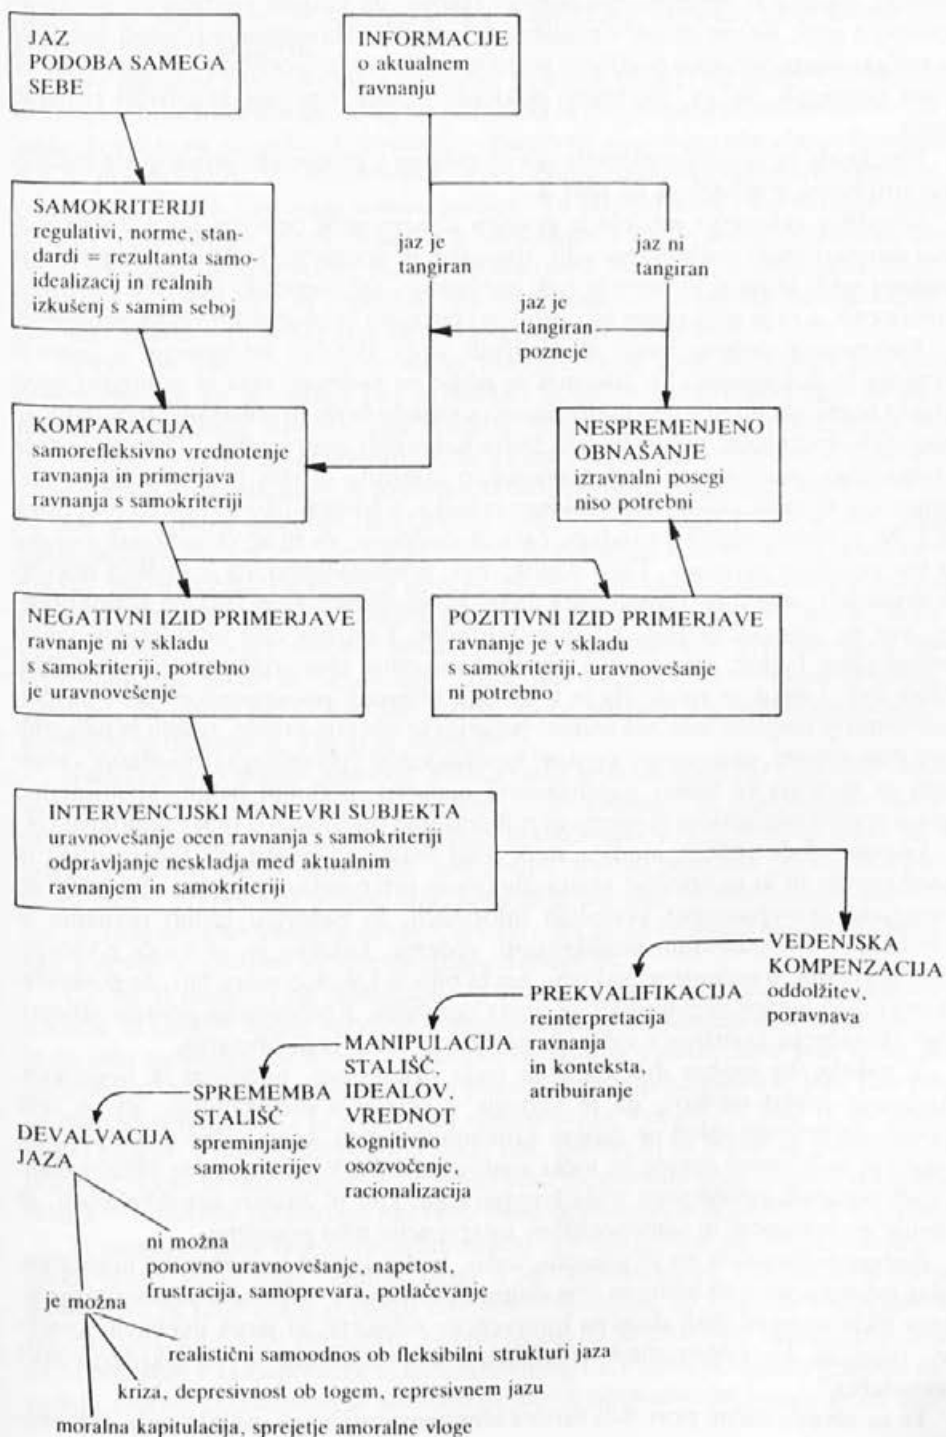 JAZ
PODOBA SAMEGA
SEBE
INFORMACIJE
o aktualnem
ravnanju
SAMOKRITERIJI
regulativi, norme, stan-
dardi = rezultanta samo-
idealizacij in realnih
izkušenj s samim seboj
jaz je
tangiran
jaz ni
tangiran
jaz je
tangiran
pozneje
KOMPARACIJA
samorefleksivno vrednotenje
ravnanja in primerjava
ravnanja s samokriteriji
NESPREMENJENO
OBNAŠANJE
izravnalni posegi
niso potrebni
NEGATIVNI IZID PRIMERJAVE
ravnanje ni v skladu
s samokriteriji, potrebno
je uravnovešenje
POZITIVNI IZID PRIMERJAVE
ravnanje je v skladu
s samokriteriji, uravnovešanje
ni potrebno
INTERVENCIJSKI MANEVRI SUBJEKTA
uravnovešanje ocen ravnanja s samokriteriji
odpravljanje neskladja med aktualnim
ravnanjem in samokriteriji
VEDENJSKA
KOMPENZACIJA
oddolžitev,
poravnava
PREKVALIFIKACIJA
reinterpretacija
ravnanja
in konteksta,
atribuiranje
MANIPULACIJA
STALIŠČ,
IDEALOV,
VREDNOT
kognitivno
osozvočenje,
racionalizacija
SPREMEMBA
STALIŠČ
spreminjanje
samokriterijev
DEVALVACIJA
JAZA
ni možna
ponovno uravnovešanje, napetost,
frustracija, samoprevara, potlačevanje
je možna
realistični samoodnos ob fleksibilni strukturi jaza
kriza, depresivnost ob togem, represivnem jazu
moralna kapitulacija, sprejetje amoralne vloge